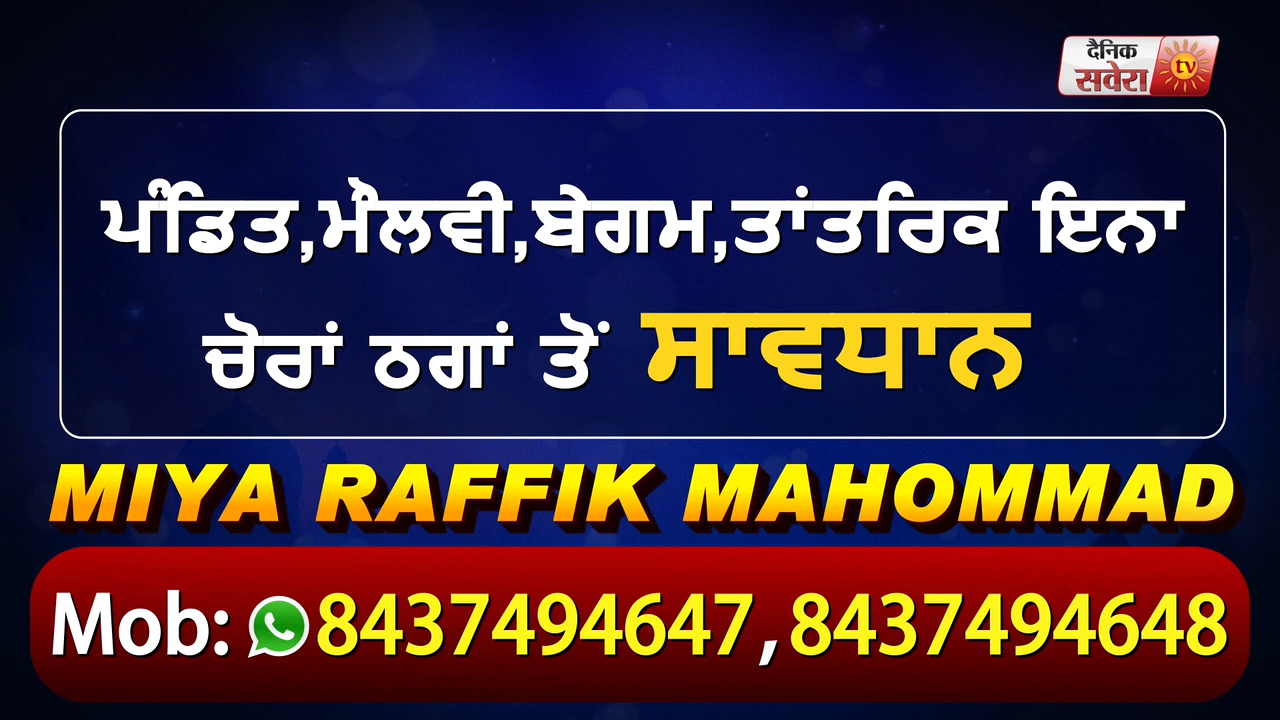 दैनिक
सवेरा tv
ਪੰਡਿਤ,ਮੌਲਵੀ,ਬੇਗਮ,ਤਾਂਤਰਿਕ ਇਨਾ
ਚੋਰਾਂ ਠਗਾਂ ਤੋਂ ਸਾਵਧਾਨ
MIYA RAFFIK MAHOMMAD
Mob: 8437494647, 8437494648